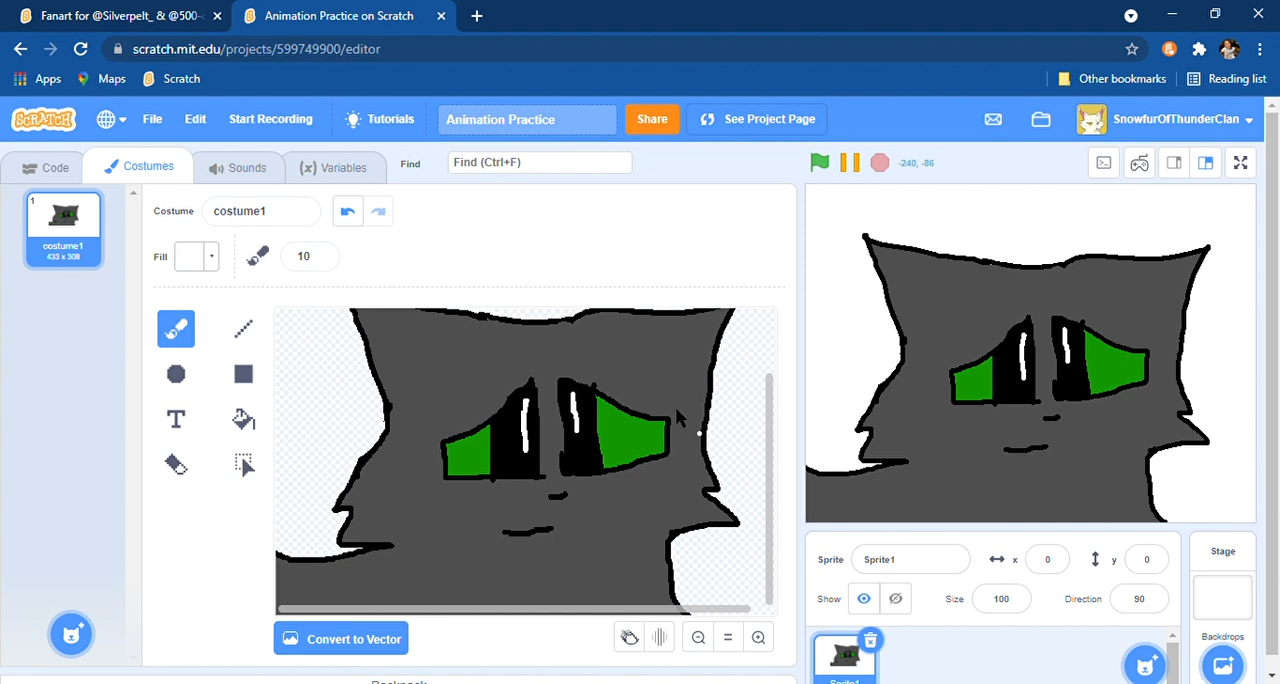 Fanart for @Silverpelt_ & @500-
Animation Practice on Scratch
scratch.mit.edu/projects/599749900/editor
Apps Maps Scratch Other bookmarks Reading list
SCRATCH File Edit Start Recording Tutorials Animation Practice Share See Project Page SnowfurOfThunderClan
Code Costumes Sounds (x) Variables Find Find (Ctrl+F) -240, -86
1
costume1
433 x 308
Costume costume1
Fill 10
T
Convert to Vector
Sprite Sprite1 x 0 y 0
Show Size 100 Direction 90
Sprite1
Stage
Backdrops
Backpack